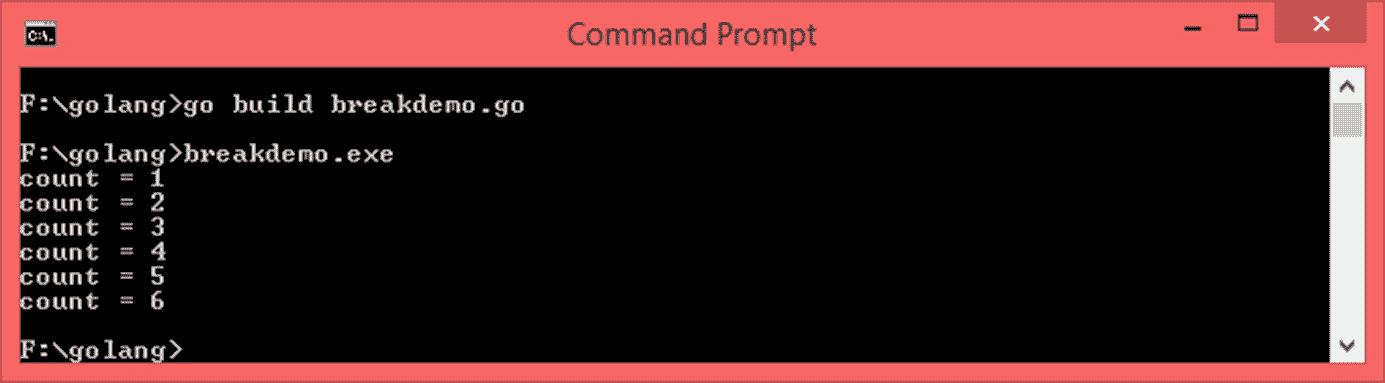 C:\.
Command Prompt
F:\golang>go build breakdemo.go
F:\golang>breakdemo.exe
count = 1
count = 2
count = 3
count = 4
count = 5
count = 6
F:\golang>